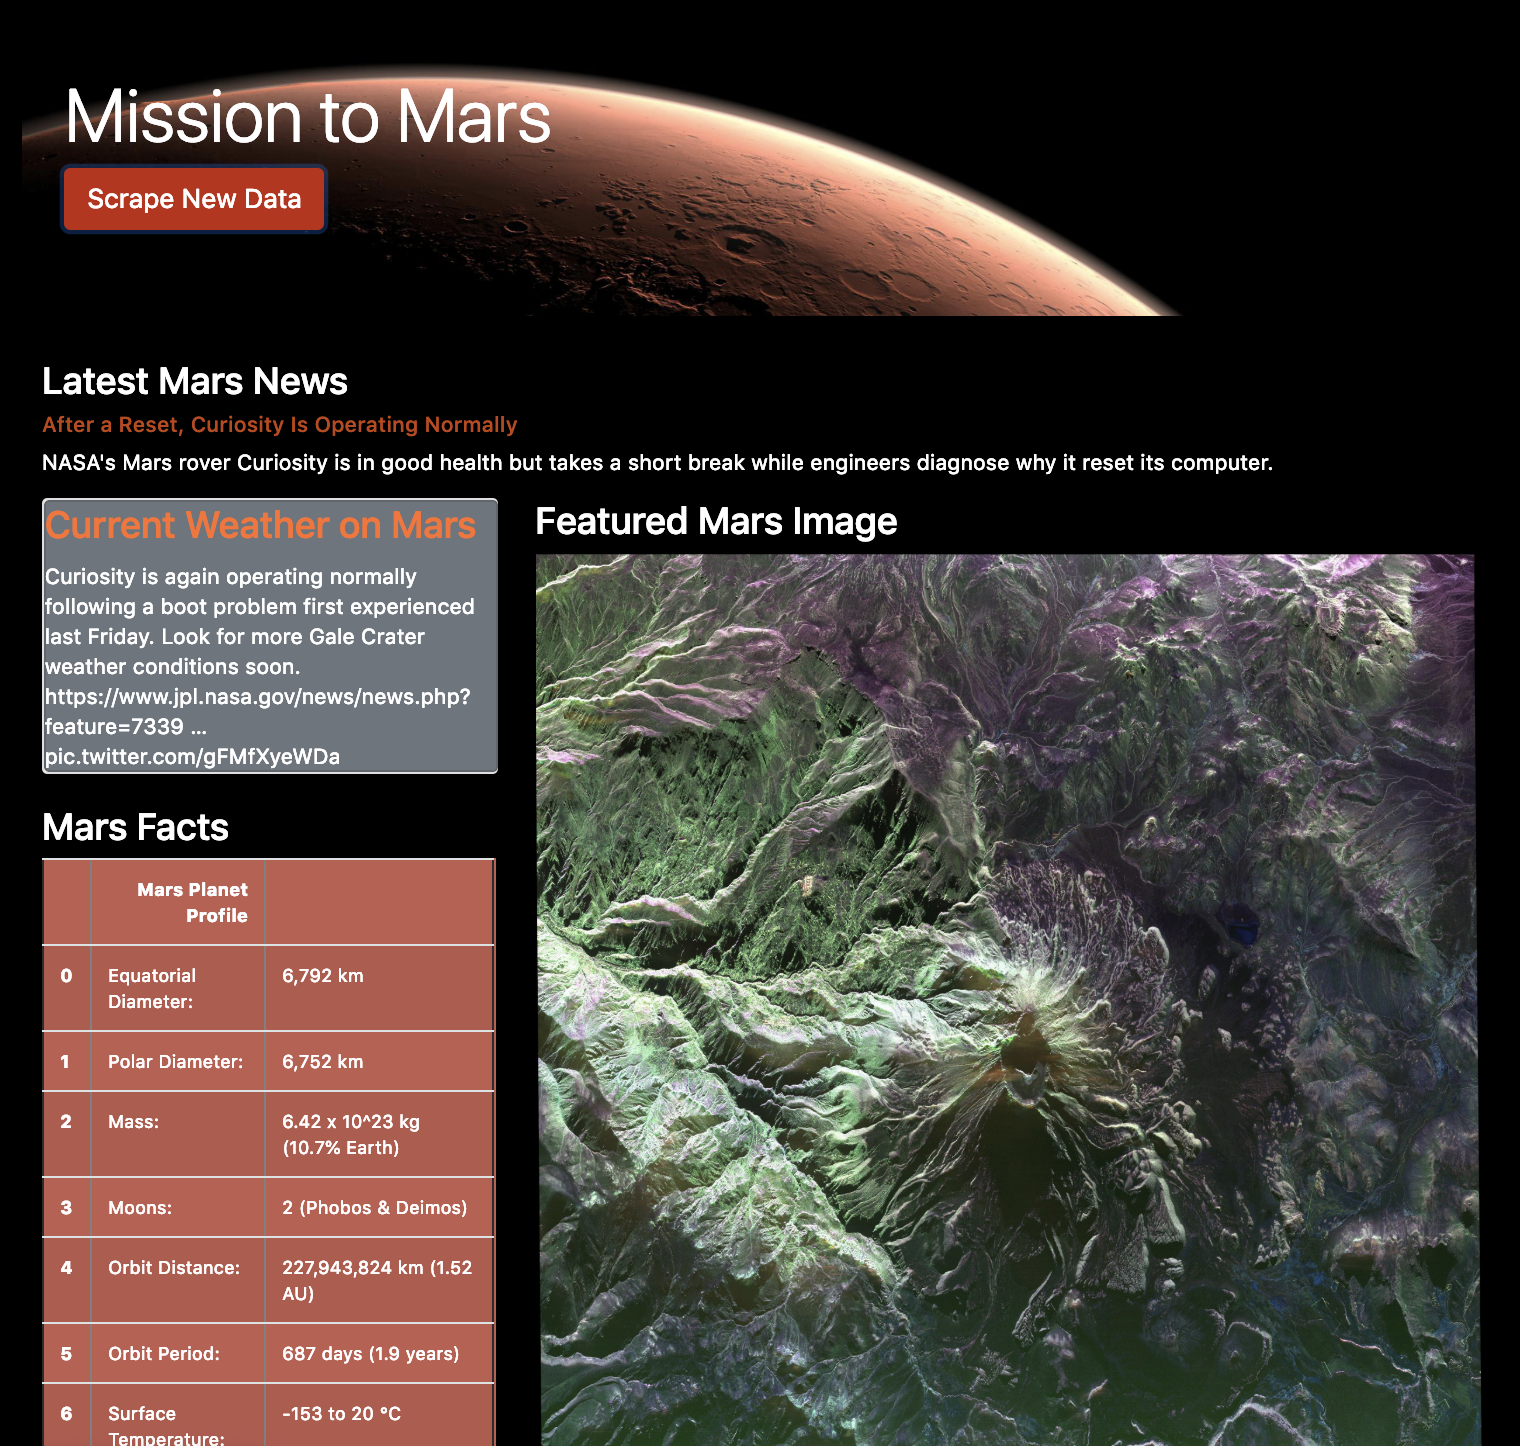 Mission to Mars
Scrape New Data
Latest Mars News
After a Reset, Curiosity Is Operating Normally
NASA's Mars rover Curiosity is in good health but takes a short break while engineers diagnose why it reset its computer.
Current Weather on Mars
Curiosity is again operating normally
following a boot problem first experienced
last Friday. Look for more Gale Crater
weather conditions soon.
https://www.jpl.nasa.gov/news/news.php?
feature=7339 …
pic.twitter.com/gFMfXyeWDa
Featured Mars Image
Mars Facts
Mars Planet
Profile
0 Equatorial 6,792 km
Diameter:
1 Polar Diameter: 6,752 km
2 Mass: 6.42 x 10^23 kg
(10.7% Earth)
3 Moons: 2 (Phobos & Deimos)
4 Orbit Distance: 227,943,824 km (1.52
AU)
5 Orbit Period: 687 days (1.9 years)
6 Surface -153 to 20 °C
Temperature: